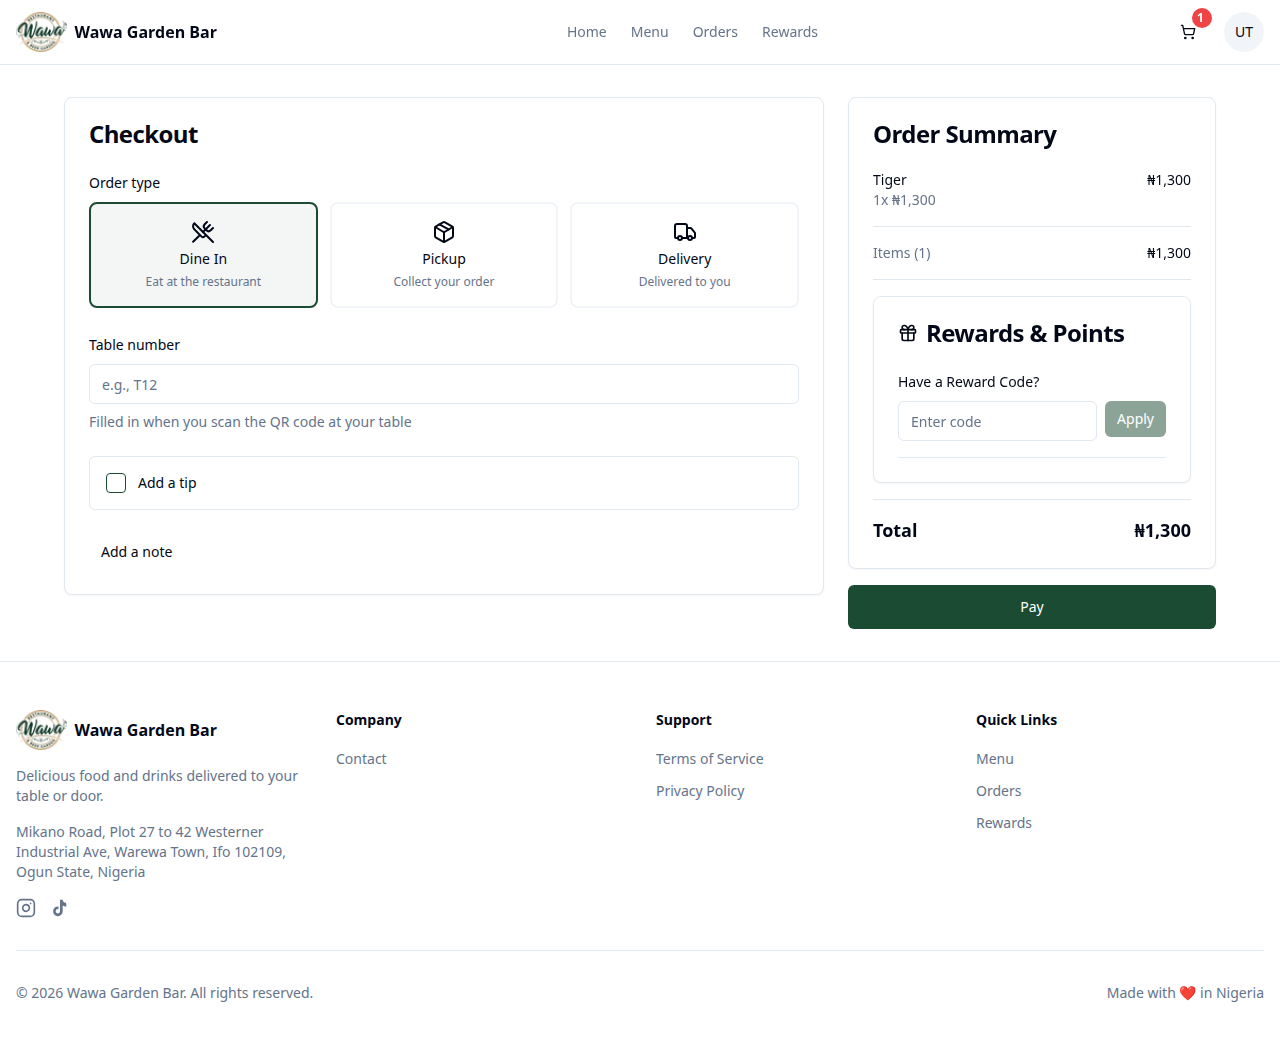 Wawa
Wawa Garden Bar
Home
Menu
Orders
Rewards
1
UT
Checkout
Order type
Dine In
Eat at the restaurant
Pickup
Collect your order
Delivery
Delivered to you
Table number
e.g., T12
Filled in when you scan the QR code at your table
Add a tip
Add a note
Order Summary
Tiger ₦1,300
1x ₦1,300
Items (1) ₦1,300
Rewards & Points
Have a Reward Code?
Enter code
Apply
Total ₦1,300
Pay
Wawa
Wawa Garden Bar
Delicious food and drinks delivered to your
table or door.
Mikano Road, Plot 27 to 42 Westerner
Industrial Ave, Warewa Town, Ifo 102109,
Ogun State, Nigeria
Company
Contact
Support
Terms of Service
Privacy Policy
Quick Links
Menu
Orders
Rewards
© 2026 Wawa Garden Bar. All rights reserved.
Made with ❤️ in Nigeria